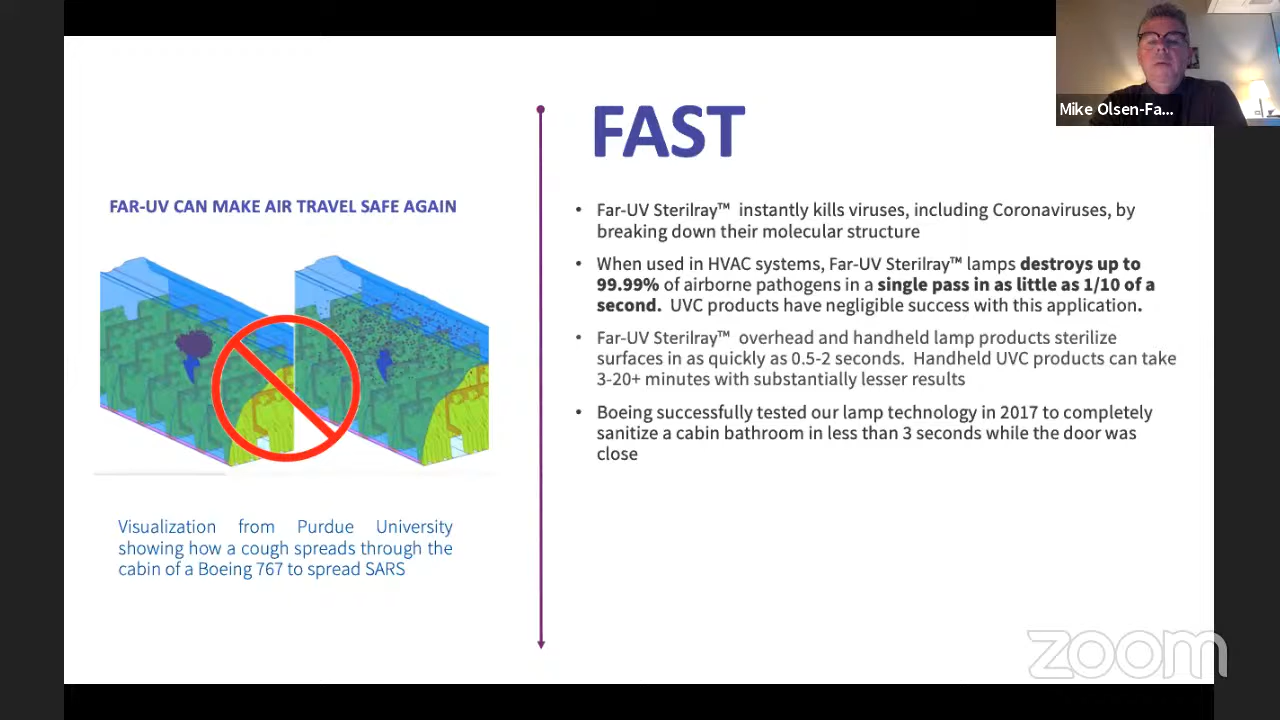 Mike Olsen-Fa...
FAST
FAR-UV CAN MAKE AIR TRAVEL SAFE AGAIN
• Far-UV Sterilray™ instantly kills viruses, including Coronaviruses, by
breaking down their molecular structure
• When used in HVAC systems, Far-UV Sterilray™ lamps destroys up to
99.99% of airborne pathogens in a single pass in as little as 1/10 of a
second. UVC products have negligible success with this application.
• Far-UV Sterilray™ overhead and handheld lamp products sterilize
surfaces in as quickly as 0.5-2 seconds. Handheld UVC products can take
3-20+ minutes with substantially lesser results
• Boeing successfully tested our lamp technology in 2017 to completely
sanitize a cabin bathroom in less than 3 seconds while the door was
close
Visualization from Purdue University
showing how a cough spreads through the
cabin of a Boeing 767 to spread SARS
zoom